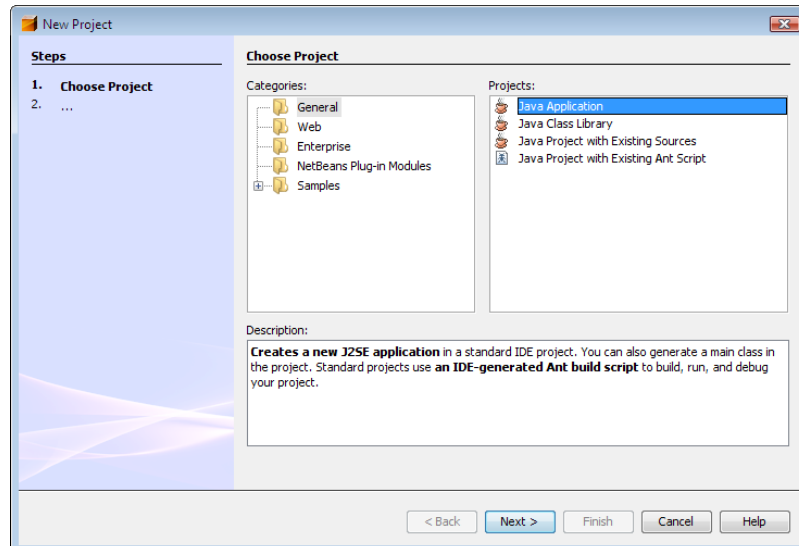 New Project
Steps
1. Choose Project
2. ...
Choose Project
Categories:
General
Web
Enterprise
NetBeans Plug-in Modules
Samples
Projects:
Java Application
Java Class Library
Java Project with Existing Sources
Java Project with Existing Ant Script
Description:
Creates a new J2SE application in a standard IDE project. You can also generate a main class in
the project. Standard projects use an IDE-generated Ant build script to build, run, and debug
your project.
< Back Next > Finish Cancel Help